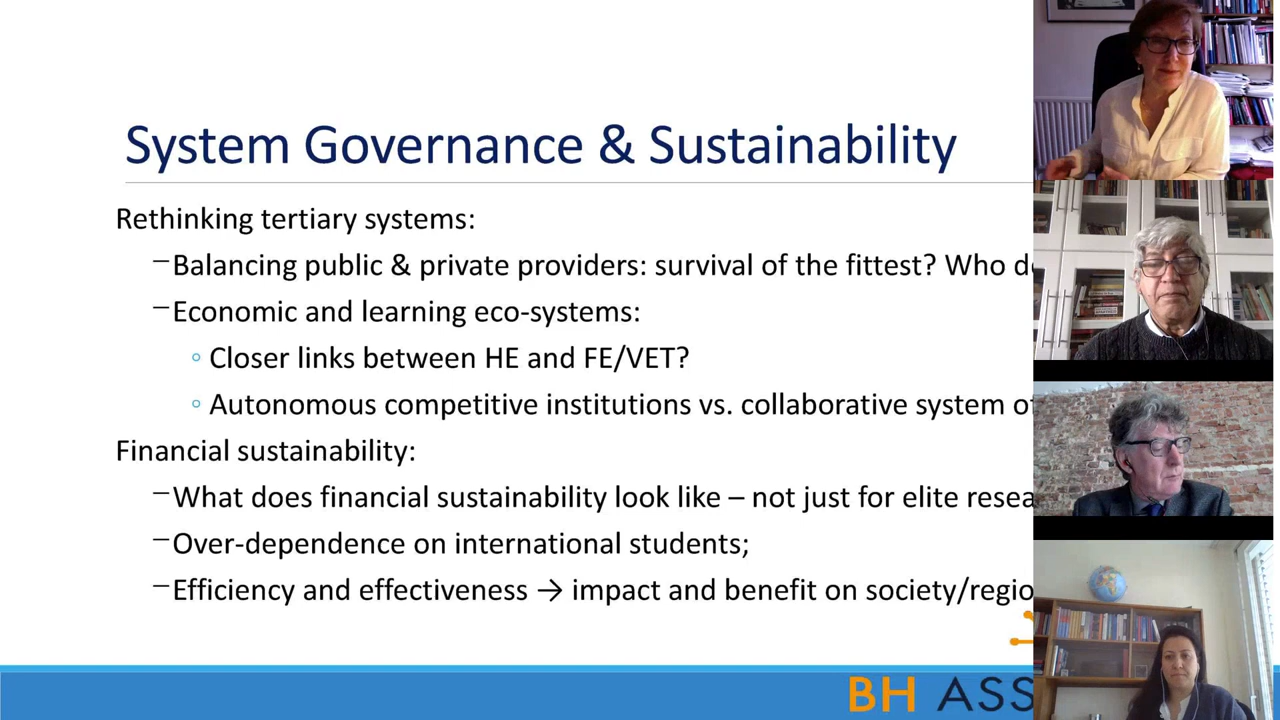 System Governance & Sustainability
Rethinking tertiary systems:
–Balancing public & private providers: survival of the fittest? Who
–Economic and learning eco-systems:
◦ Closer links between HE and FE/VET?
◦ Autonomous competitive institutions vs. collaborative system
Financial sustainability:
–What does financial sustainability look like – not just for elite
–Over-dependence on international students;
–Efficiency and effectiveness → impact and benefit on
BH